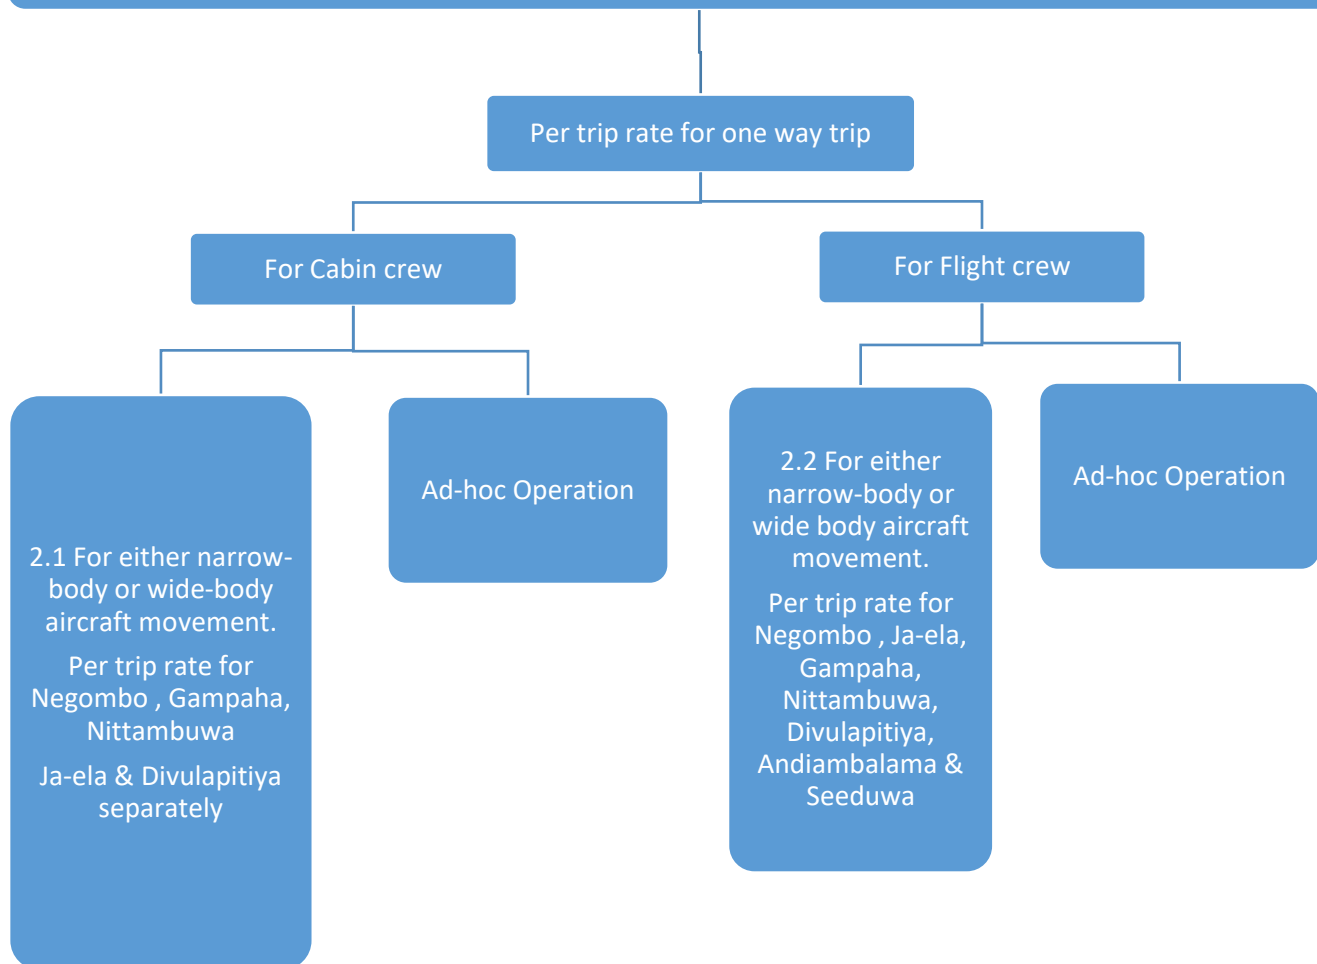 Per trip rate for one way trip
For Cabin crew
For Flight crew
2.1 For either narrow-
body or wide-body
aircraft movement.
Per trip rate for
Negombo , Gampaha,
Nittambuwa
Ja-ela & Divulapitiya
separately
Ad-hoc Operation
2.2 For either
narrow-body or
wide body aircraft
movement.
Per trip rate for
Negombo , Ja-ela,
Gampaha,
Nittambuwa,
Divulapitiya,
Andiambalama &
Seeduwa
Ad-hoc Operation